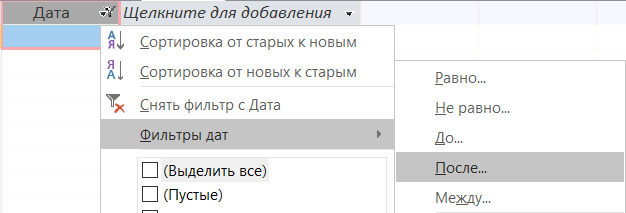 Дата Щелкните для добавления
Сортировка от старых к новым
Сортировка от новых к старым
Снять фильтр с Дата
Фильтры дат
(Выделить все)
(Пустые)
Равно...
Не равно...
До...
После...
Между...